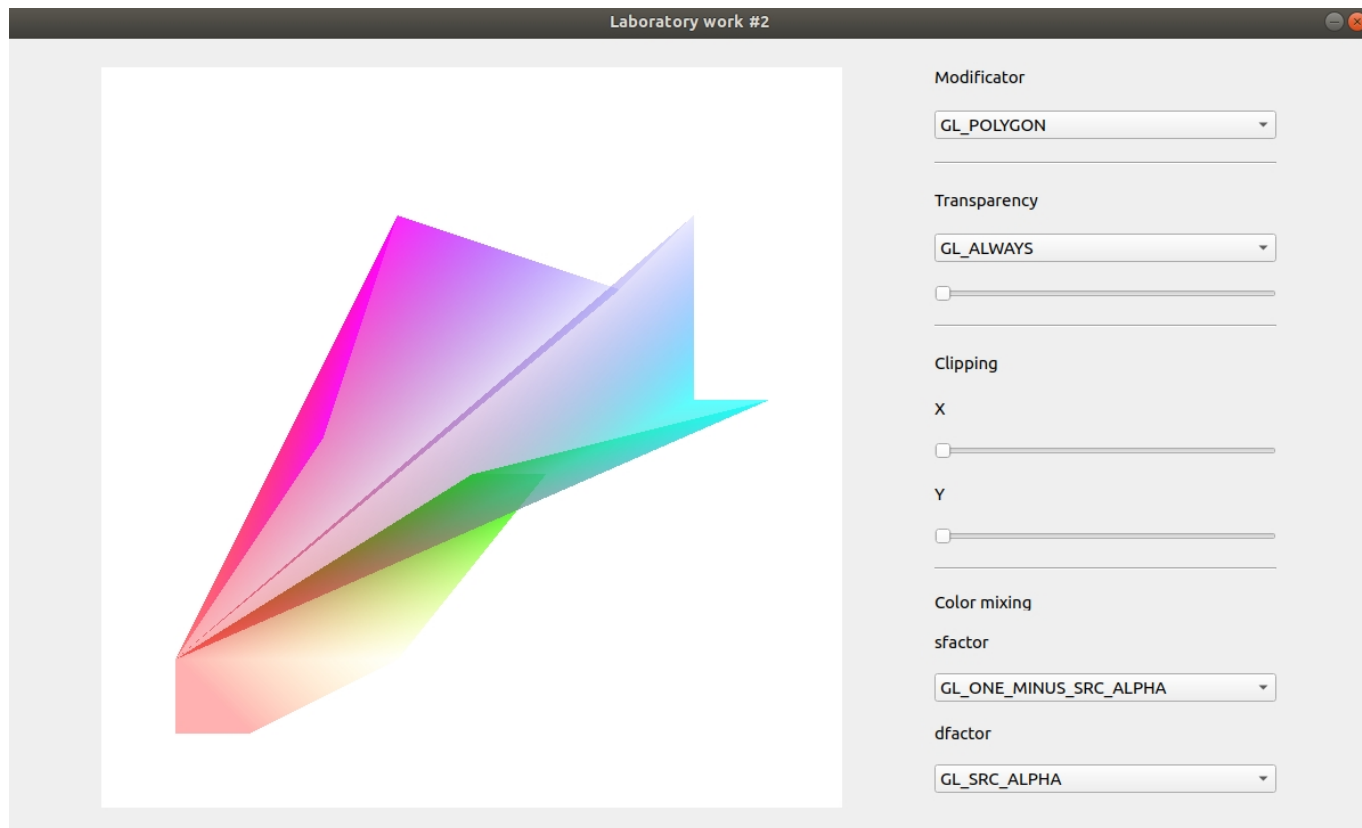 Laboratory work #2
Modificator
GL_POLYGON
Transparency
GL_ALWAYS
Clipping
X
Y
Color mixing
sfactor
GL_ONE_MINUS_SRC_ALPHA
dfactor
GL_SRC_ALPHA